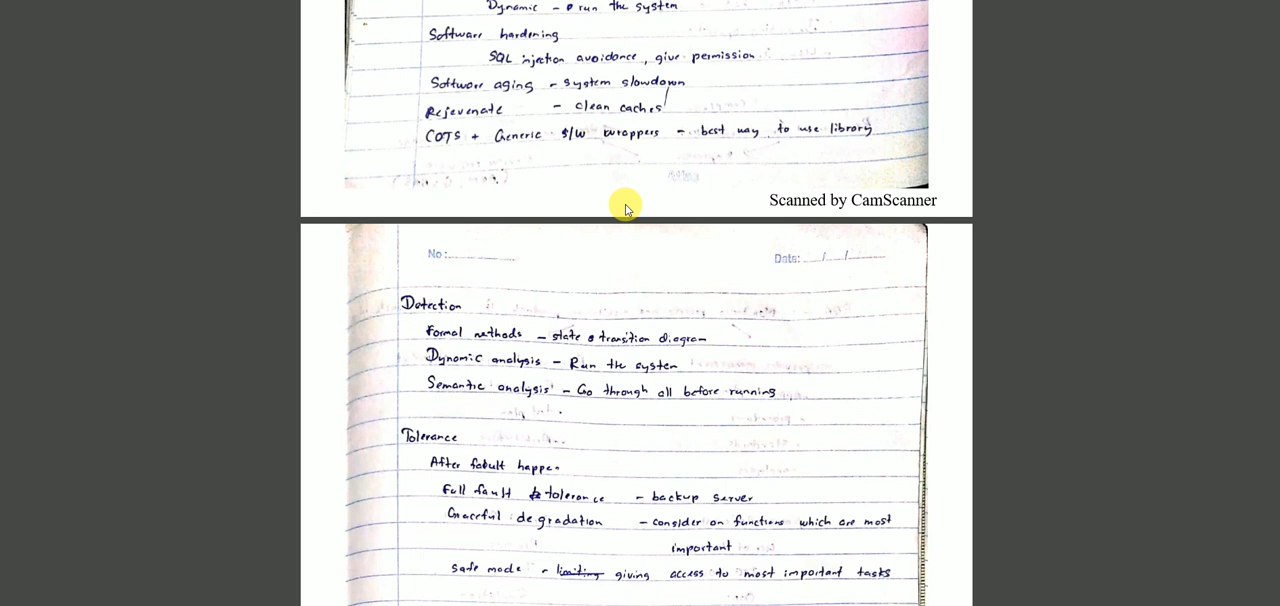 Dynamic - run the system
Software hardening
SQL injection avoidance, give permission
Software aging - system slowdown
Rejevenate - clean caches
COTS + Generic S/W wrappers - best way to use library
Scanned by CamScanner
No:
Date: / /
Detection
Formal methods - state transition diagram
Dynamic analysis - Run the system
Semantic analysis - Go through all before running
Tolerance
After fabult happen
Full fault tolerance - backup server
Graceful degradation - consider on functions which are most
important
Safe mode - limiting giving access to most important tasks